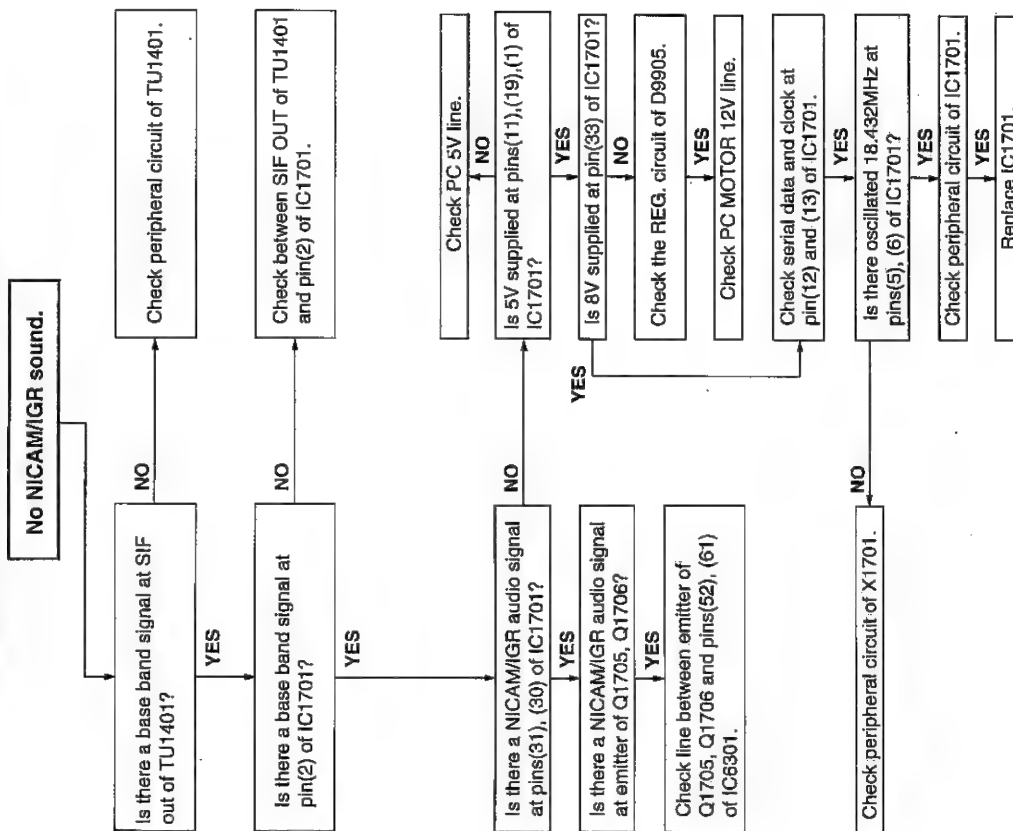 No NICAM/IGR sound.
Is there a base band signal at SIF
out of TU1401?
NO
Check peripheral circuit of TU1401.
YES
Is there a base band signal at
pin(2) of IC1701?
NO
Check between SIF OUT of TU1401
and pin(2) of IC1701.
YES
Is there a NICAM/IGR audio signal
at pins(31), (30) of IC1701?
NO
YES
Is there a NICAM/IGR audio signal
at emitter of Q1705, Q1706?
YES
Check line between emitter of
Q1705, Q1706 and pins(52), (61)
of IC6301.
Check PC 5V line.
NO
Is 5V supplied at pins(11),(19),(1) of
IC1701?
YES
Is 8V supplied at pin(33) of IC1701?
NO
Check the REG. circuit of D9905.
YES
Check PC MOTOR 12V line.
YES
Check serial data and clock at
pin(12) and (13) of IC1701.
YES
Is there oscillated 18.432MHz at
pins(5), (6) of IC1701?
NO
Check peripheral circuit of X1701.
YES
Check peripheral circuit of IC1701.
YES
Replace IC1701.